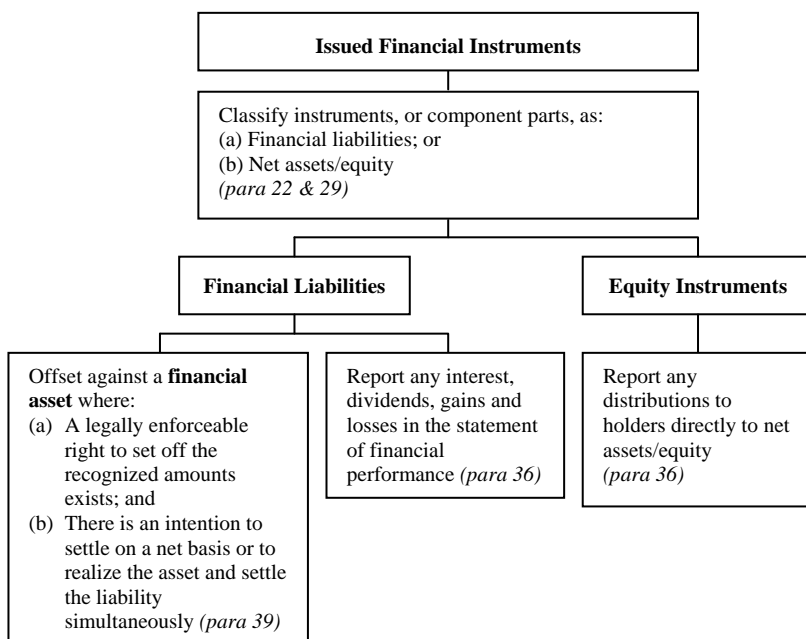 Issued Financial Instruments
Classify instruments, or component parts, as:
(a) Financial liabilities; or
(b) Net assets/equity
(para 22 & 29)
Financial Liabilities
Equity Instruments
Offset against a financial
asset where:
(a) A legally enforceable
right to set off the
recognized amounts
exists; and
(b) There is an intention to
settle on a net basis or to
realize the asset and settle
the liability
simultaneously (para 39)
Report any interest,
dividends, gains and
losses in the statement
of financial
performance (para 36)
Report any
distributions to
holders directly to net
assets/equity
(para 36)